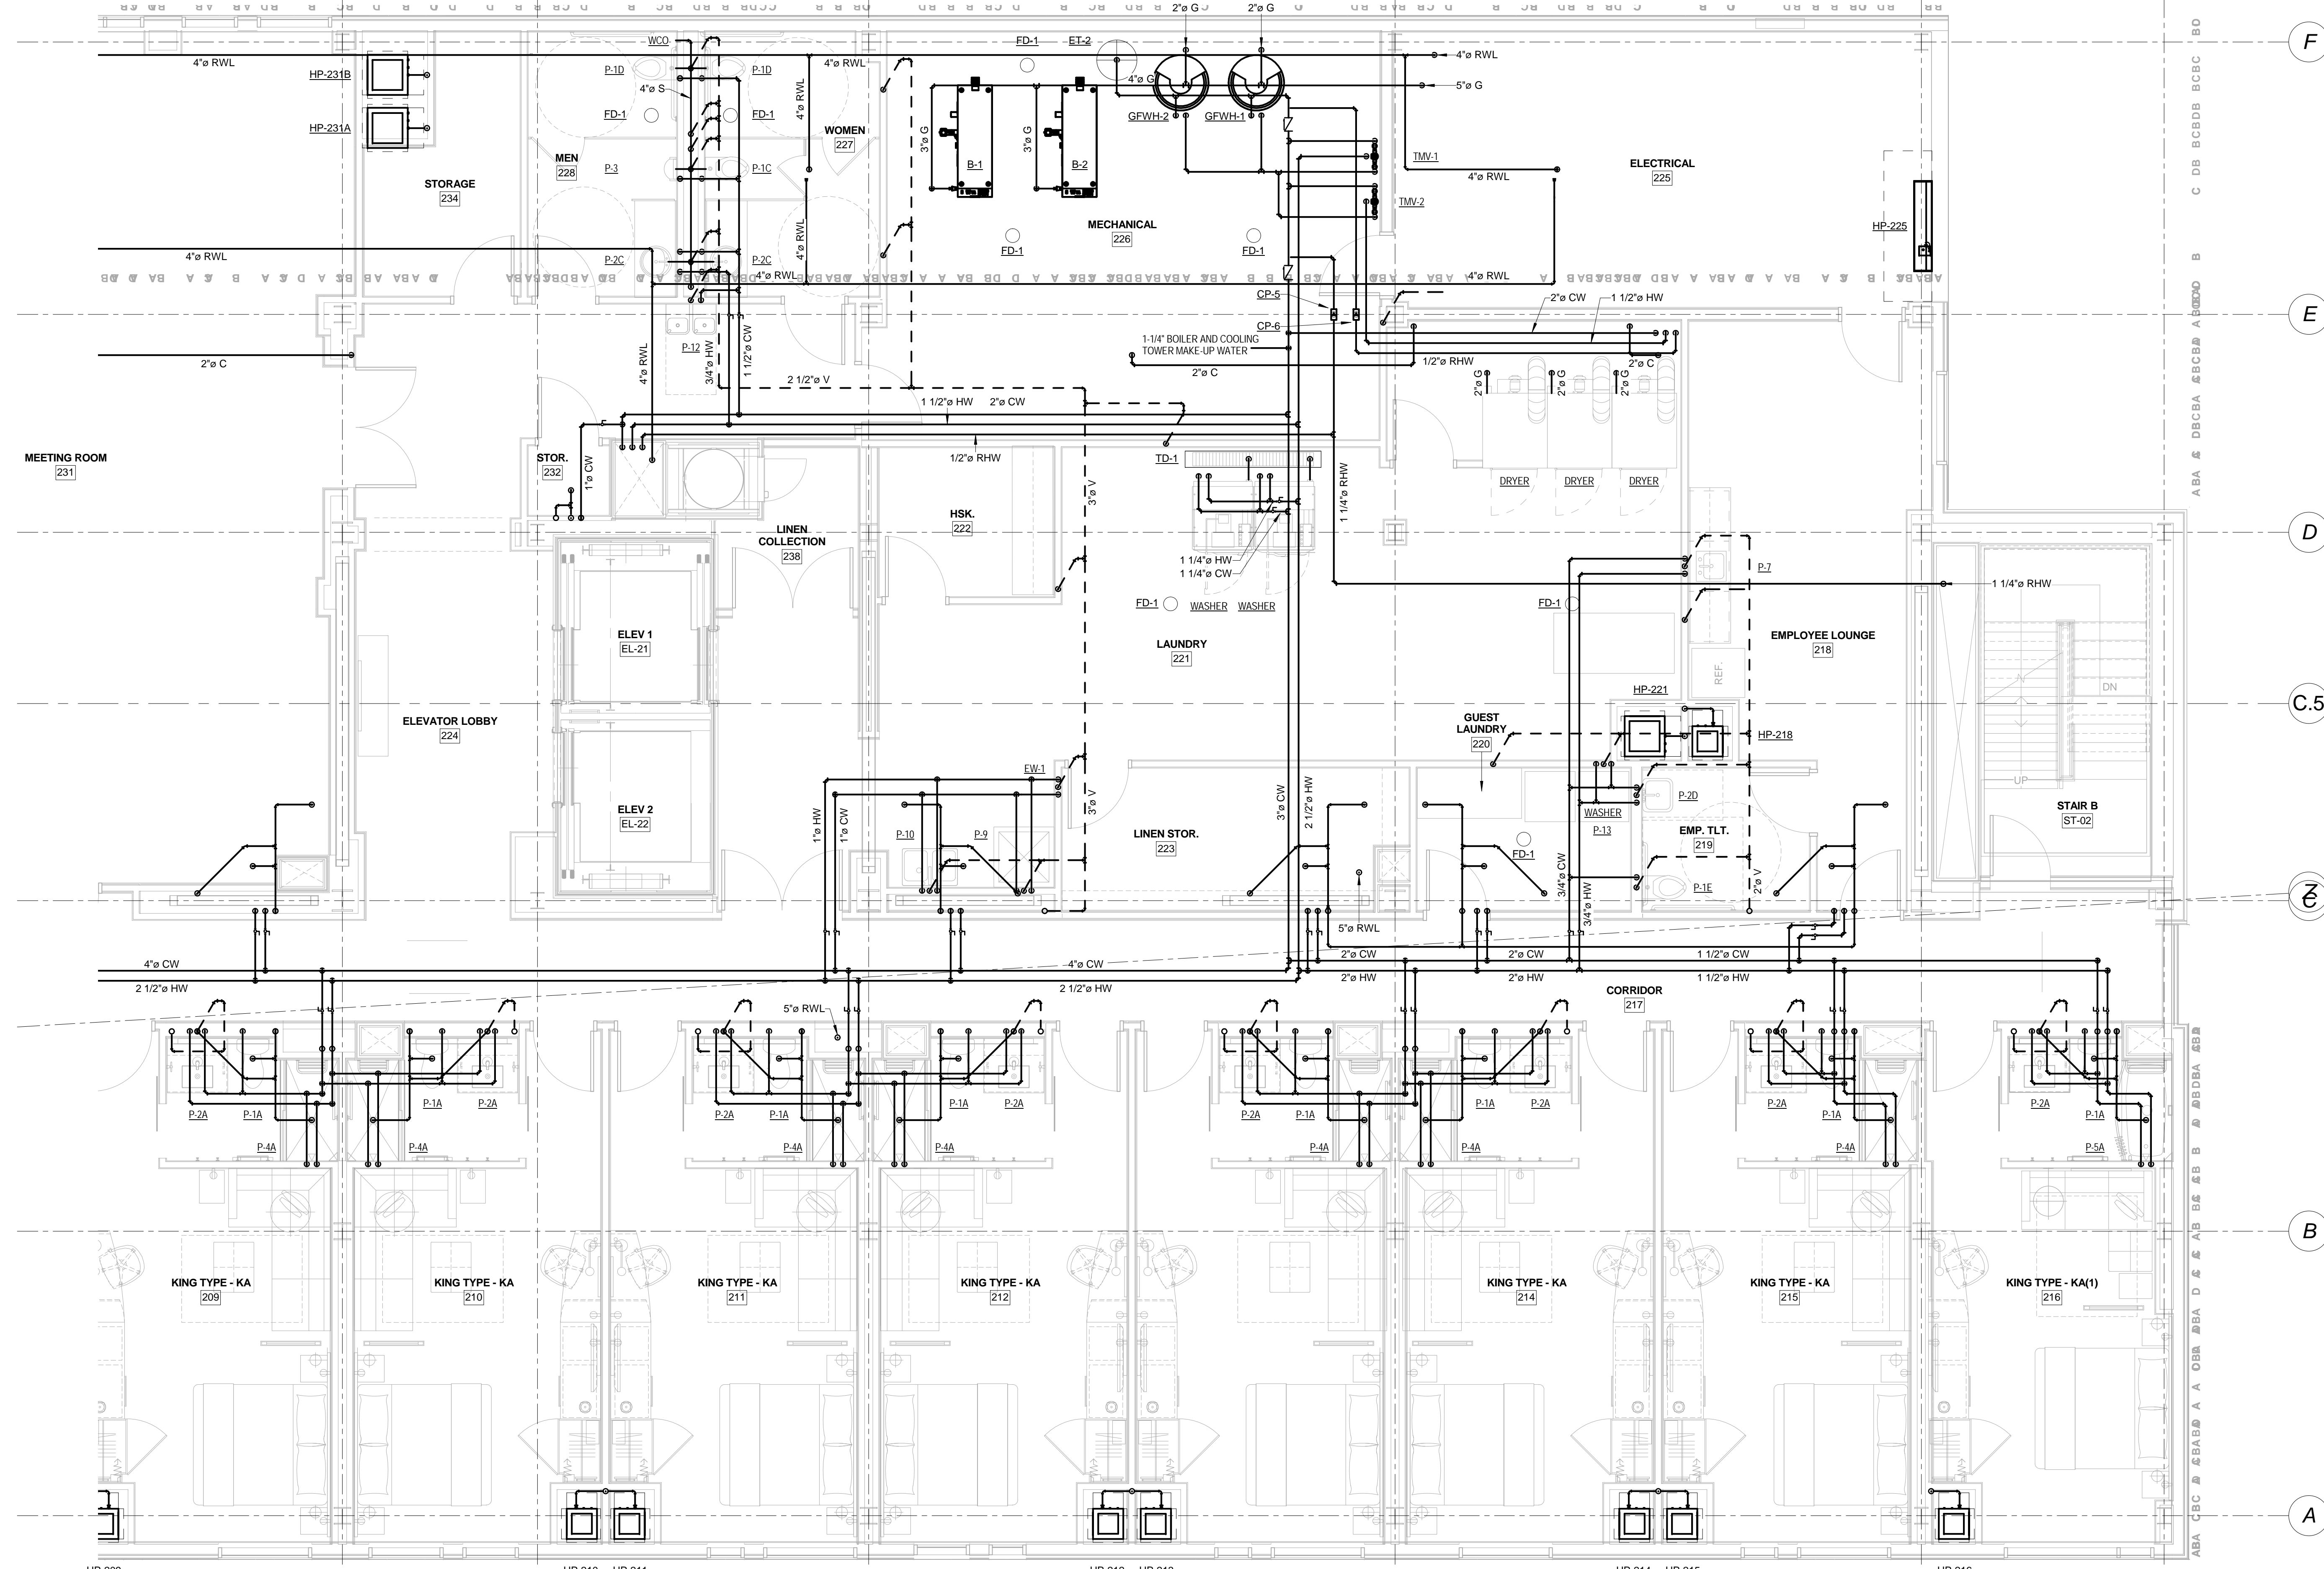 2"ø G
2"ø G
WCO
FD-1
ET-2
F
4"ø RWL
HP-231B
P-1D
P-1D
4"ø RWL
4"ø G
4"ø RWL
4"ø S
4"ø RWL
5"ø G
HP-231A
FD-1
FD-1
GFWH-2
GFWH-1
WOMEN
227
3"ø G
3"ø G
MEN
228
P-3
P-1C
B-1
B-2
TMV-1
ELECTRICAL
225
4"ø RWL
STORAGE
234
TMV-2
MECHANICAL
226
HP-225
4"ø RWL
FD-1
FD-1
4"ø RWL
P-2C
P-2C
4"ø RWL
4"ø RWL
CP-5
2"ø CW
1 1/2"ø HW
E
CP-6
1-1/4" BOILER AND COOLING
TOWER MAKE-UP WATER
P-12
2"ø C
4"ø RWL
3/4"ø HW
1 1/2"ø CW
2"ø C
1/2"ø RHW
2"ø C
2 1/2"ø V
2"ø G
2"ø G
2"ø G
1 1/2"ø HW
2"ø CW
MEETING ROOM
231
STOR.
232
1"ø CW
1/2"ø RHW
TD-1
DRYER
DRYER
DRYER
3"ø V
1 1/4"ø RHW
HSK.
222
LINEN
COLLECTION
238
D
1 1/4"ø HW
1 1/4"ø CW
P-7
1 1/4"ø RHW
FD-1
WASHER
WASHER
FD-1
ELEV 1
EL-21
LAUNDRY
221
EMPLOYEE LOUNGE
218
REF.
DN
HP-221
C.5
ELEVATOR LOBBY
224
GUEST
LAUNDRY
220
HP-218
EW-1
UP
ELEV 2
EL-22
1"ø HW
1"ø CW
3"ø V
3"ø CW
2 1/2"ø HW
P-2D
STAIR B
ST-02
P-10
P-9
LINEN STOR.
223
WASHER
P-13
EMP. TLT.
219
FD-1
3/4"ø CW
3/4"ø HW
P-1E
2"ø V
Z
C
5"ø RWL
4"ø CW
4"ø CW
2"ø CW
2"ø CW
1 1/2"ø CW
2 1/2"ø HW
2 1/2"ø HW
2"ø HW
2"ø HW
1 1/2"ø HW
CORRIDOR
217
5"ø RWL
P-2A
P-1A
P-1A
P-2A
P-2A
P-1A
P-1A
P-2A
P-2A
P-1A
P-1A
P-2A
P-2A
P-1A
P-2A
P-1A
P-4A
P-4A
P-4A
P-4A
P-4A
P-4A
P-4A
P-5A
B
KING TYPE - KA
209
KING TYPE - KA
210
KING TYPE - KA
211
KING TYPE - KA
212
KING TYPE - KA
214
KING TYPE - KA
215
KING TYPE - KA(1)
216
A